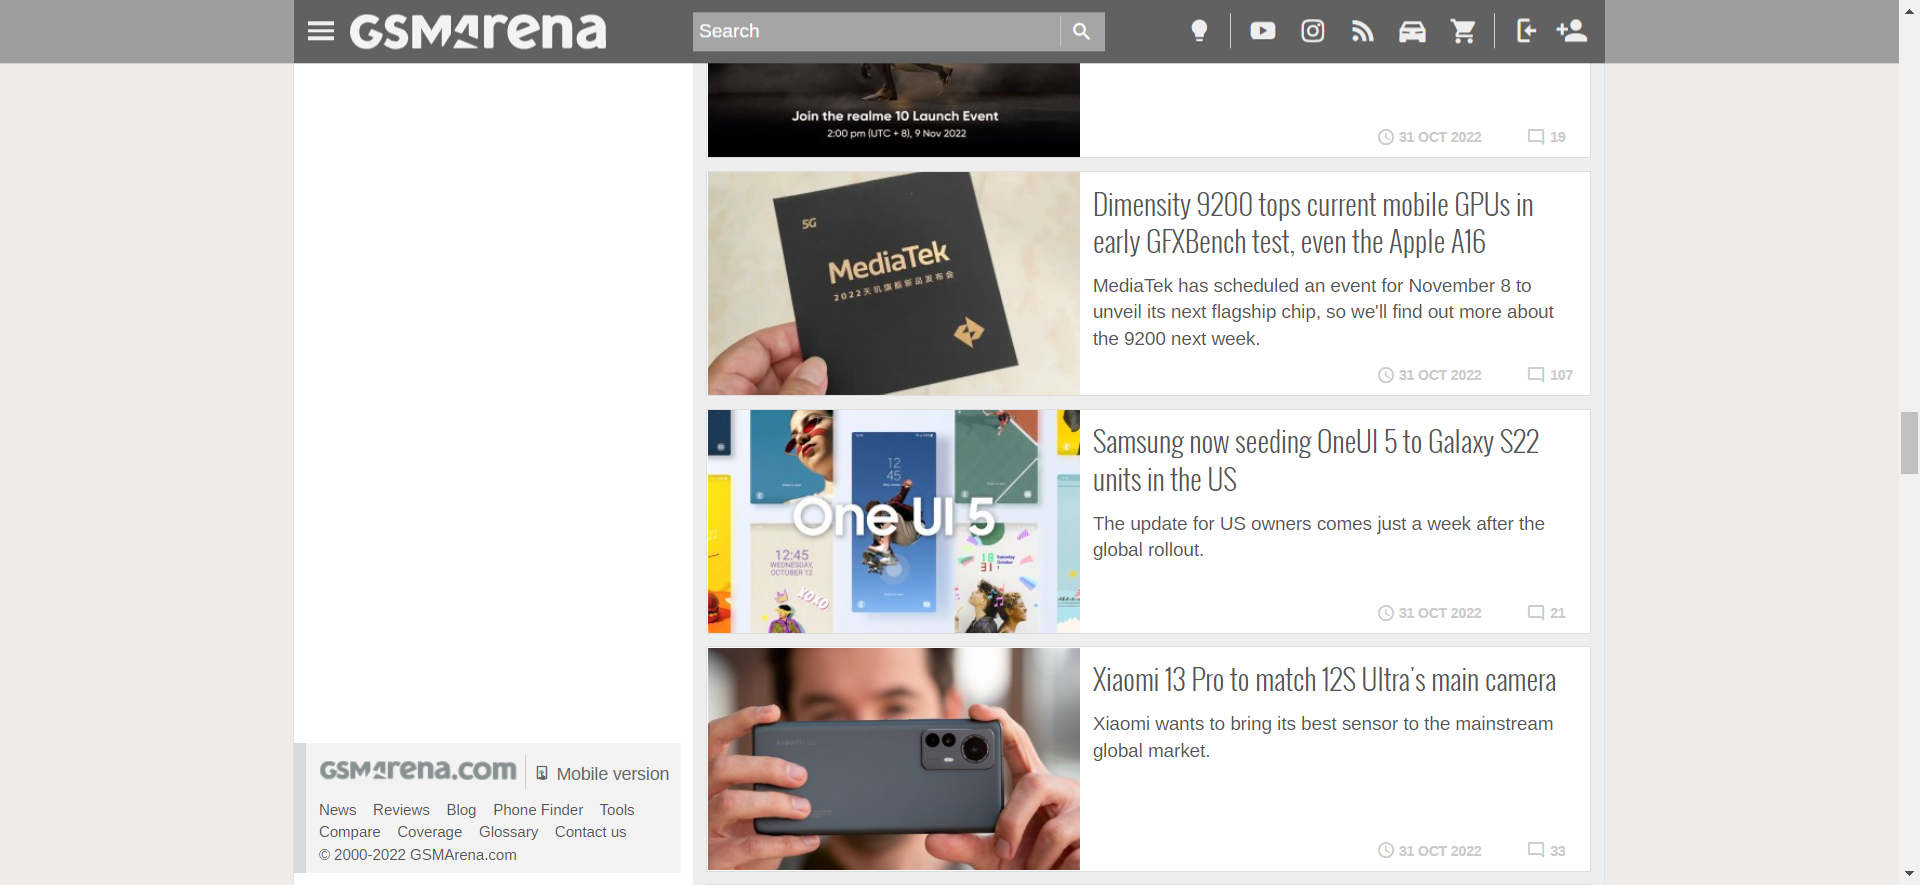 GSMArena
Search
Join the realme 10 Launch Event
2:00 pm (UTC + 8), 9 Nov 2022
31 OCT 2022
19
5G
MediaTek
2022天玑旗舰新品发布会
Dimensity 9200 tops current mobile GPUs in
early GFXBench test, even the Apple A16
MediaTek has scheduled an event for November 8 to
unveil its next flagship chip, so we'll find out more about
the 9200 next week.
31 OCT 2022
107
12
45
One UI 5
12:45
WEDNESDAY,
OCTOBER 12
XOXO
18
31
Saturday
October
1
Samsung now seeding OneUI 5 to Galaxy S22
units in the US
The update for US owners comes just a week after the
global rollout.
31 OCT 2022
21
Xiaomi 13 Pro to match 12S Ultra's main camera
Xiaomi wants to bring its best sensor to the mainstream
global market.
31 OCT 2022
33
GSMArena.com
Mobile version
News Reviews Blog Phone Finder Tools
Compare Coverage Glossary Contact us
© 2000-2022 GSMArena.com